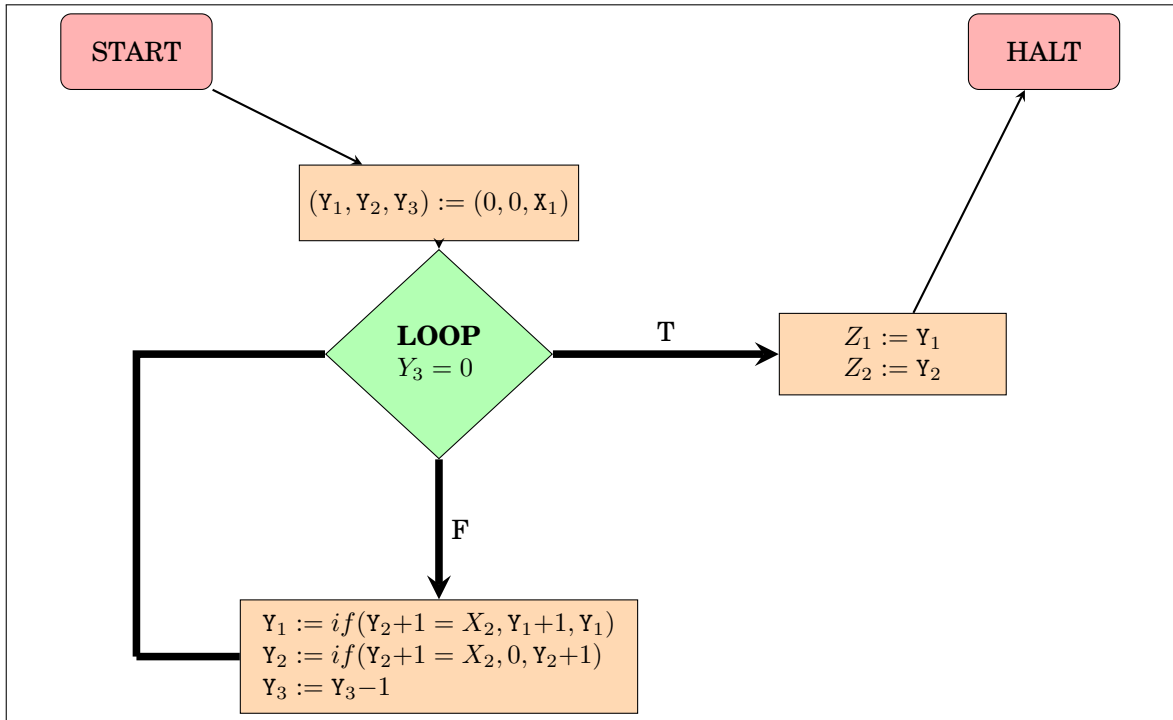 START
HALT
(Y₁, Y₂, Y₃) := (0, 0, X₁)
LOOP
Y₃ = 0
T
Z₁ := Y₁
Z₂ := Y₂
F
Y₁ := if(Y₂+1 = X₂, Y₁+1, Y₁)
Y₂ := if(Y₂+1 = X₂, 0, Y₂+1)
Y₃ := Y₃−1